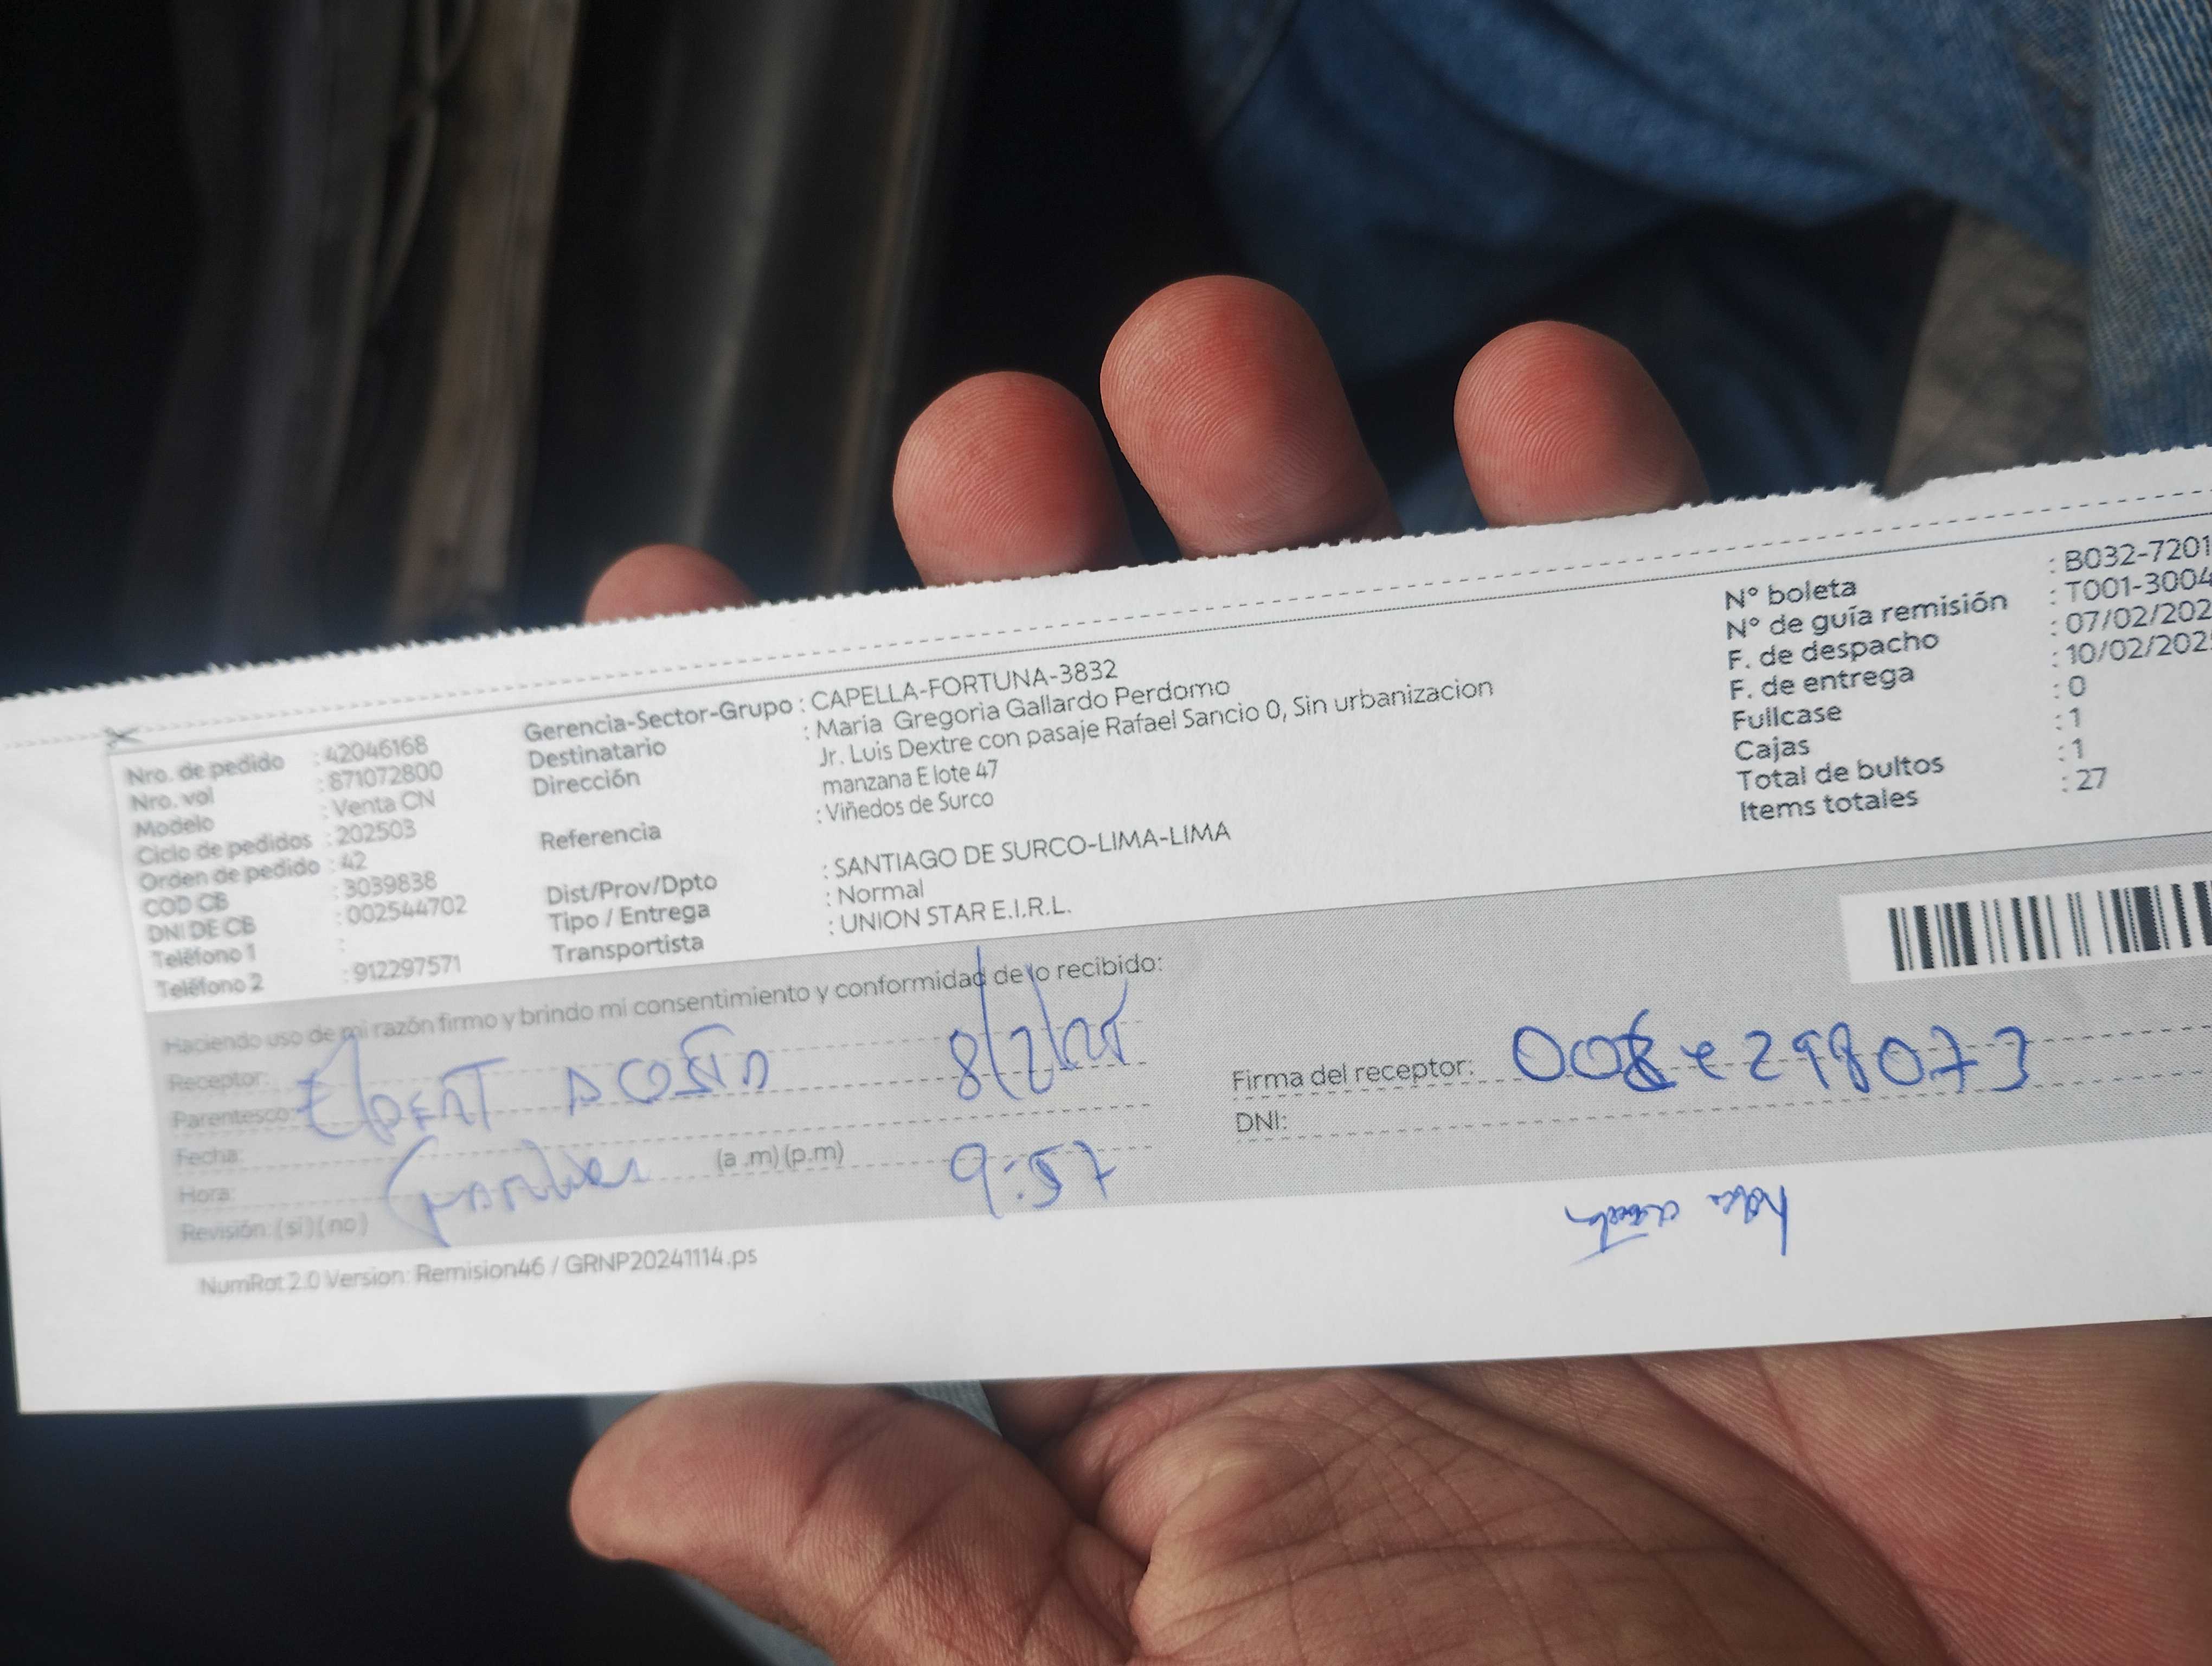 Nro. de pedido : 42046168
Nro. vol : 871072800
Modelo : Venta CN
Ciclo de pedidos : 202503
Orden de pedido : 42
COD CB : 3039838
DNI DE CB : 002544702
Teléfono 1 :
Teléfono 2 : 912297571
Gerencia-Sector-Grupo : CAPELLA-FORTUNA-3832
Destinatario : Maria Gregoria Gallardo Perdomo
Dirección Jr. Luis Dextre con pasaje Rafael Sancio 0, Sin urbanizacion
manzana E lote 47
Referencia : Viñedos de Surco
Dist/Prov/Dpto : SANTIAGO DE SURCO-LIMA-LIMA
Tipo / Entrega : Normal
Transportista : UNION STAR E.I.R.L.
N° boleta : B032-7201
N° de guía remisión : T001-3004
F. de despacho : 07/02/202
F. de entrega : 10/02/202
Fullcase : 0
Cajas : 1
Total de bultos : 1
Items totales : 27
Haciendo uso de mi razón firmo y brindo mi consentimiento y conformidad de lo recibido:
Receptor:
Parentesco:
8/2/25
Fecha:
Hora: (a .m) (p.m) 9:57
Revisión: (si) (no)
Firma del receptor:
DNI:
NumRot 2.0 Version: Remision46 / GRNP20241114.ps